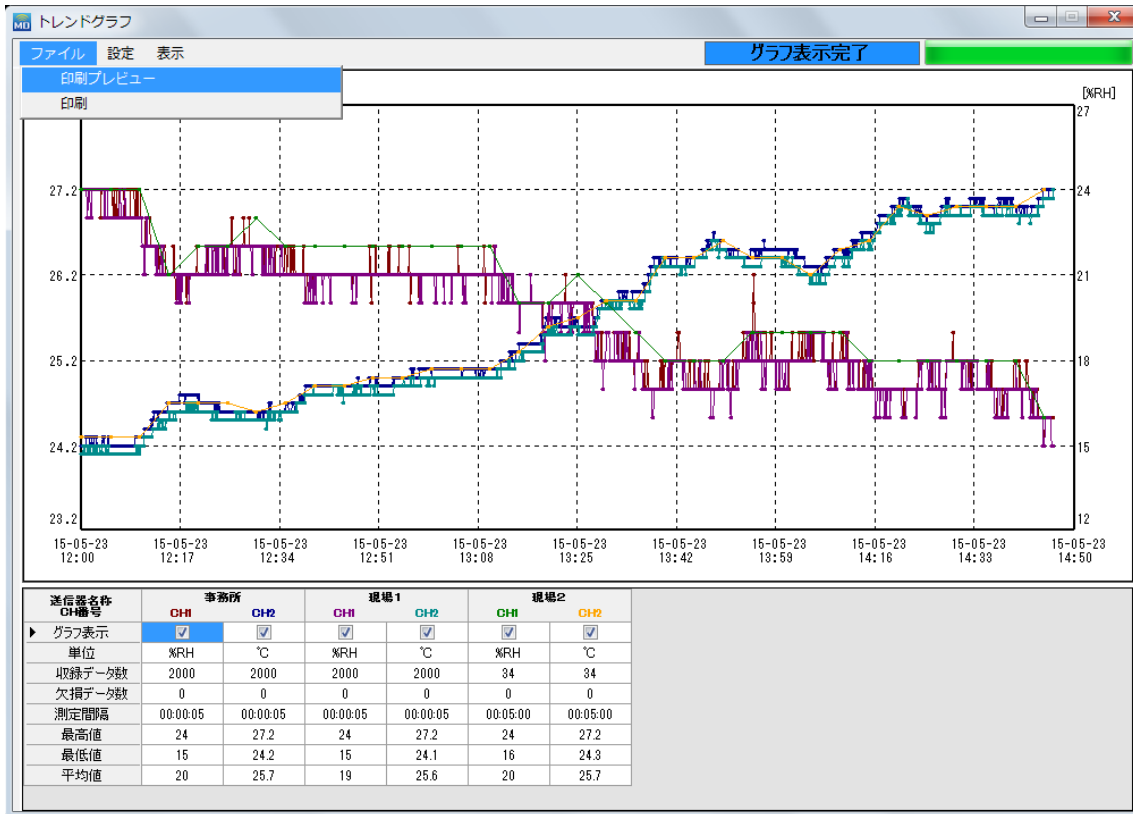 MD トレンドグラフ
ファイル 設定 表示 グラフ表示完了
印刷プレビュー
印刷
[%RH]
27
27.2 24
26.2 21
25.2 18
24.2 15
23.2 12
15-05-23 15-05-23 15-05-23 15-05-23 15-05-23 15-05-23 15-05-23 15-05-23 15-05-23 15-05-23 15-05-23
12:00 12:17 12:34 12:51 13:08 13:25 13:42 13:59 14:16 14:33 14:50
送信器名称 事務所 現場1 現場2
CH番号 CH1 CH2 CH1 CH2 CH1 CH2
グラフ表示
単位 %RH ℃ %RH ℃ %RH ℃
収録データ数 2000 2000 2000 2000 34 34
欠損データ数 0 0 0 0 0 0
測定間隔 00:00:05 00:00:05 00:00:05 00:00:05 00:05:00 00:05:00
最高値 24 27.2 24 27.2 24 27.2
最低値 15 24.2 15 24.1 16 24.3
平均値 20 25.7 19 25.6 20 25.7